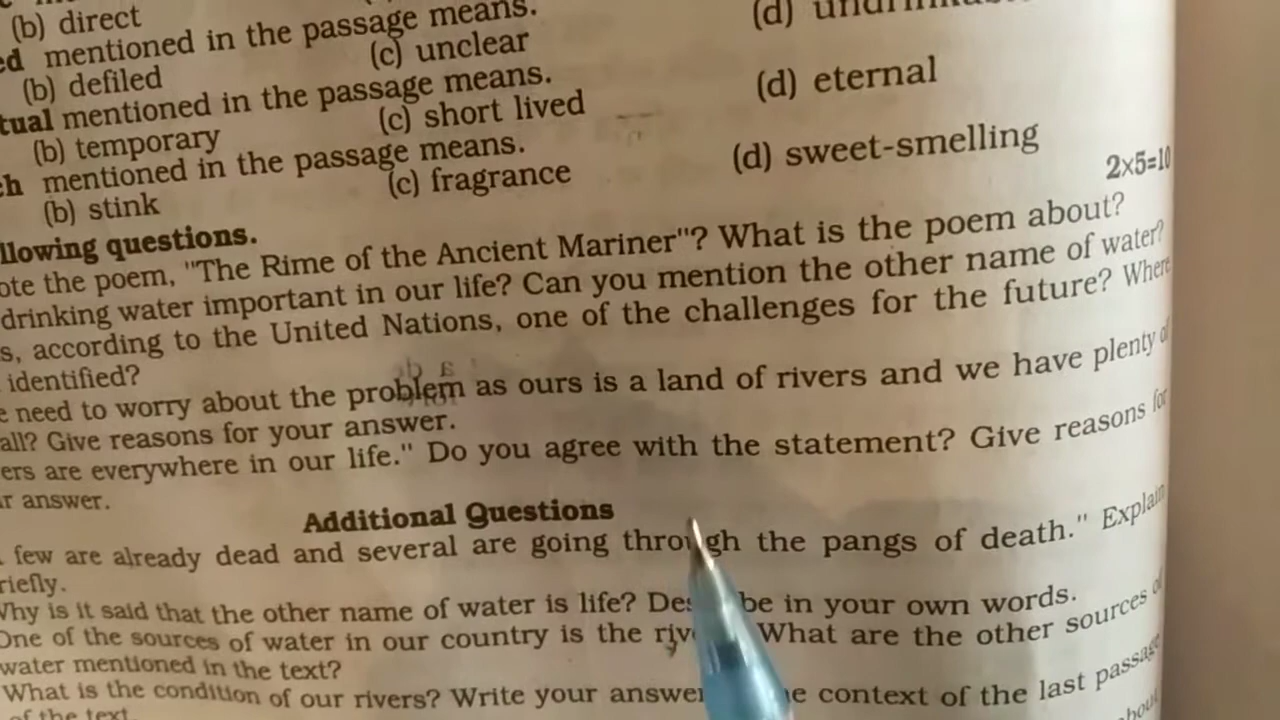 (b) direct
ed mentioned in the passage means.
(b) defiled (c) unclear (d)
tual mentioned in the passage means.
(b) temporary (c) short lived (d) eternal
ch mentioned in the passage means.
(b) stink (c) fragrance (d) sweet-smelling
llowing questions. 2×5=10
ote the poem, "The Rime of the Ancient Mariner"? What is the poem about?
drinking water important in our life? Can you mention the other name of water?
s, according to the United Nations, one of the challenges for the future? Where
identified?
e need to worry about the problem as ours is a land of rivers and we have plenty of
all? Give reasons for your answer.
ers are everywhere in our life." Do you agree with the statement? Give reasons for
r answer.
Additional Questions
few are already dead and several are going through the pangs of death." Explain
riefly.
Why is it said that the other name of water is life? Describe in your own words.
One of the sources of water in our country is the What are the other sources of
water mentioned in the text?
What is the condition of our rivers? Write your answer context of the last passage
of the text.